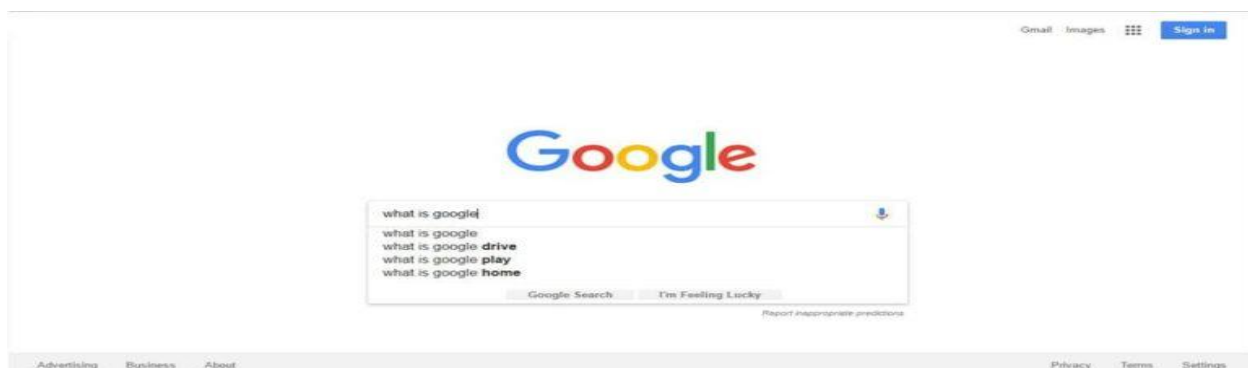 Gmail Images Sign in
Google
what is google
what is google
what is google drive
what is google play
what is google home
Google Search I'm Feeling Lucky
Report inappropriate predictions
Advertising Business About Privacy Terms Settings